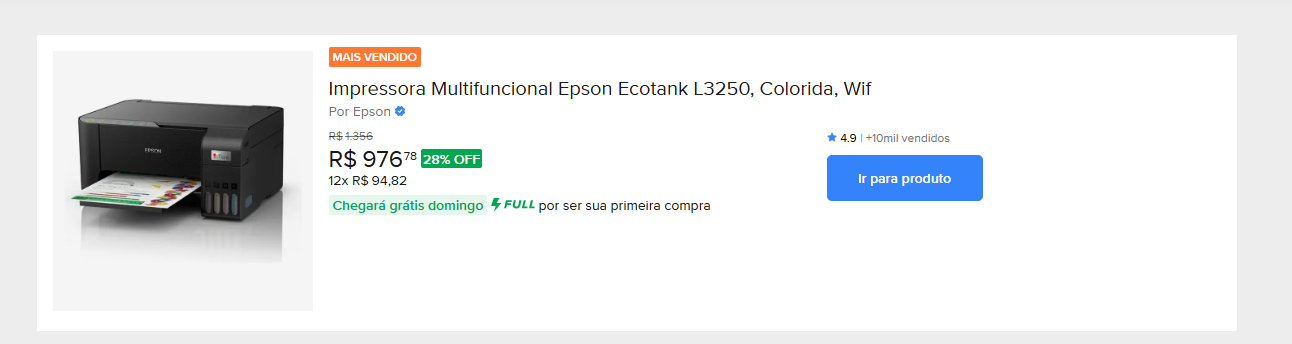 MAIS VENDIDO
Impressora Multifuncional Epson Ecotank L3250, Colorida, Wif
Por Epson
R$ 1.356
R$ 976 78 28% OFF
12x R$ 94,82
Chegará grátis domingo FULL por ser sua primeira compra
4.9 | +10mil vendidos
Ir para produto
EPSON